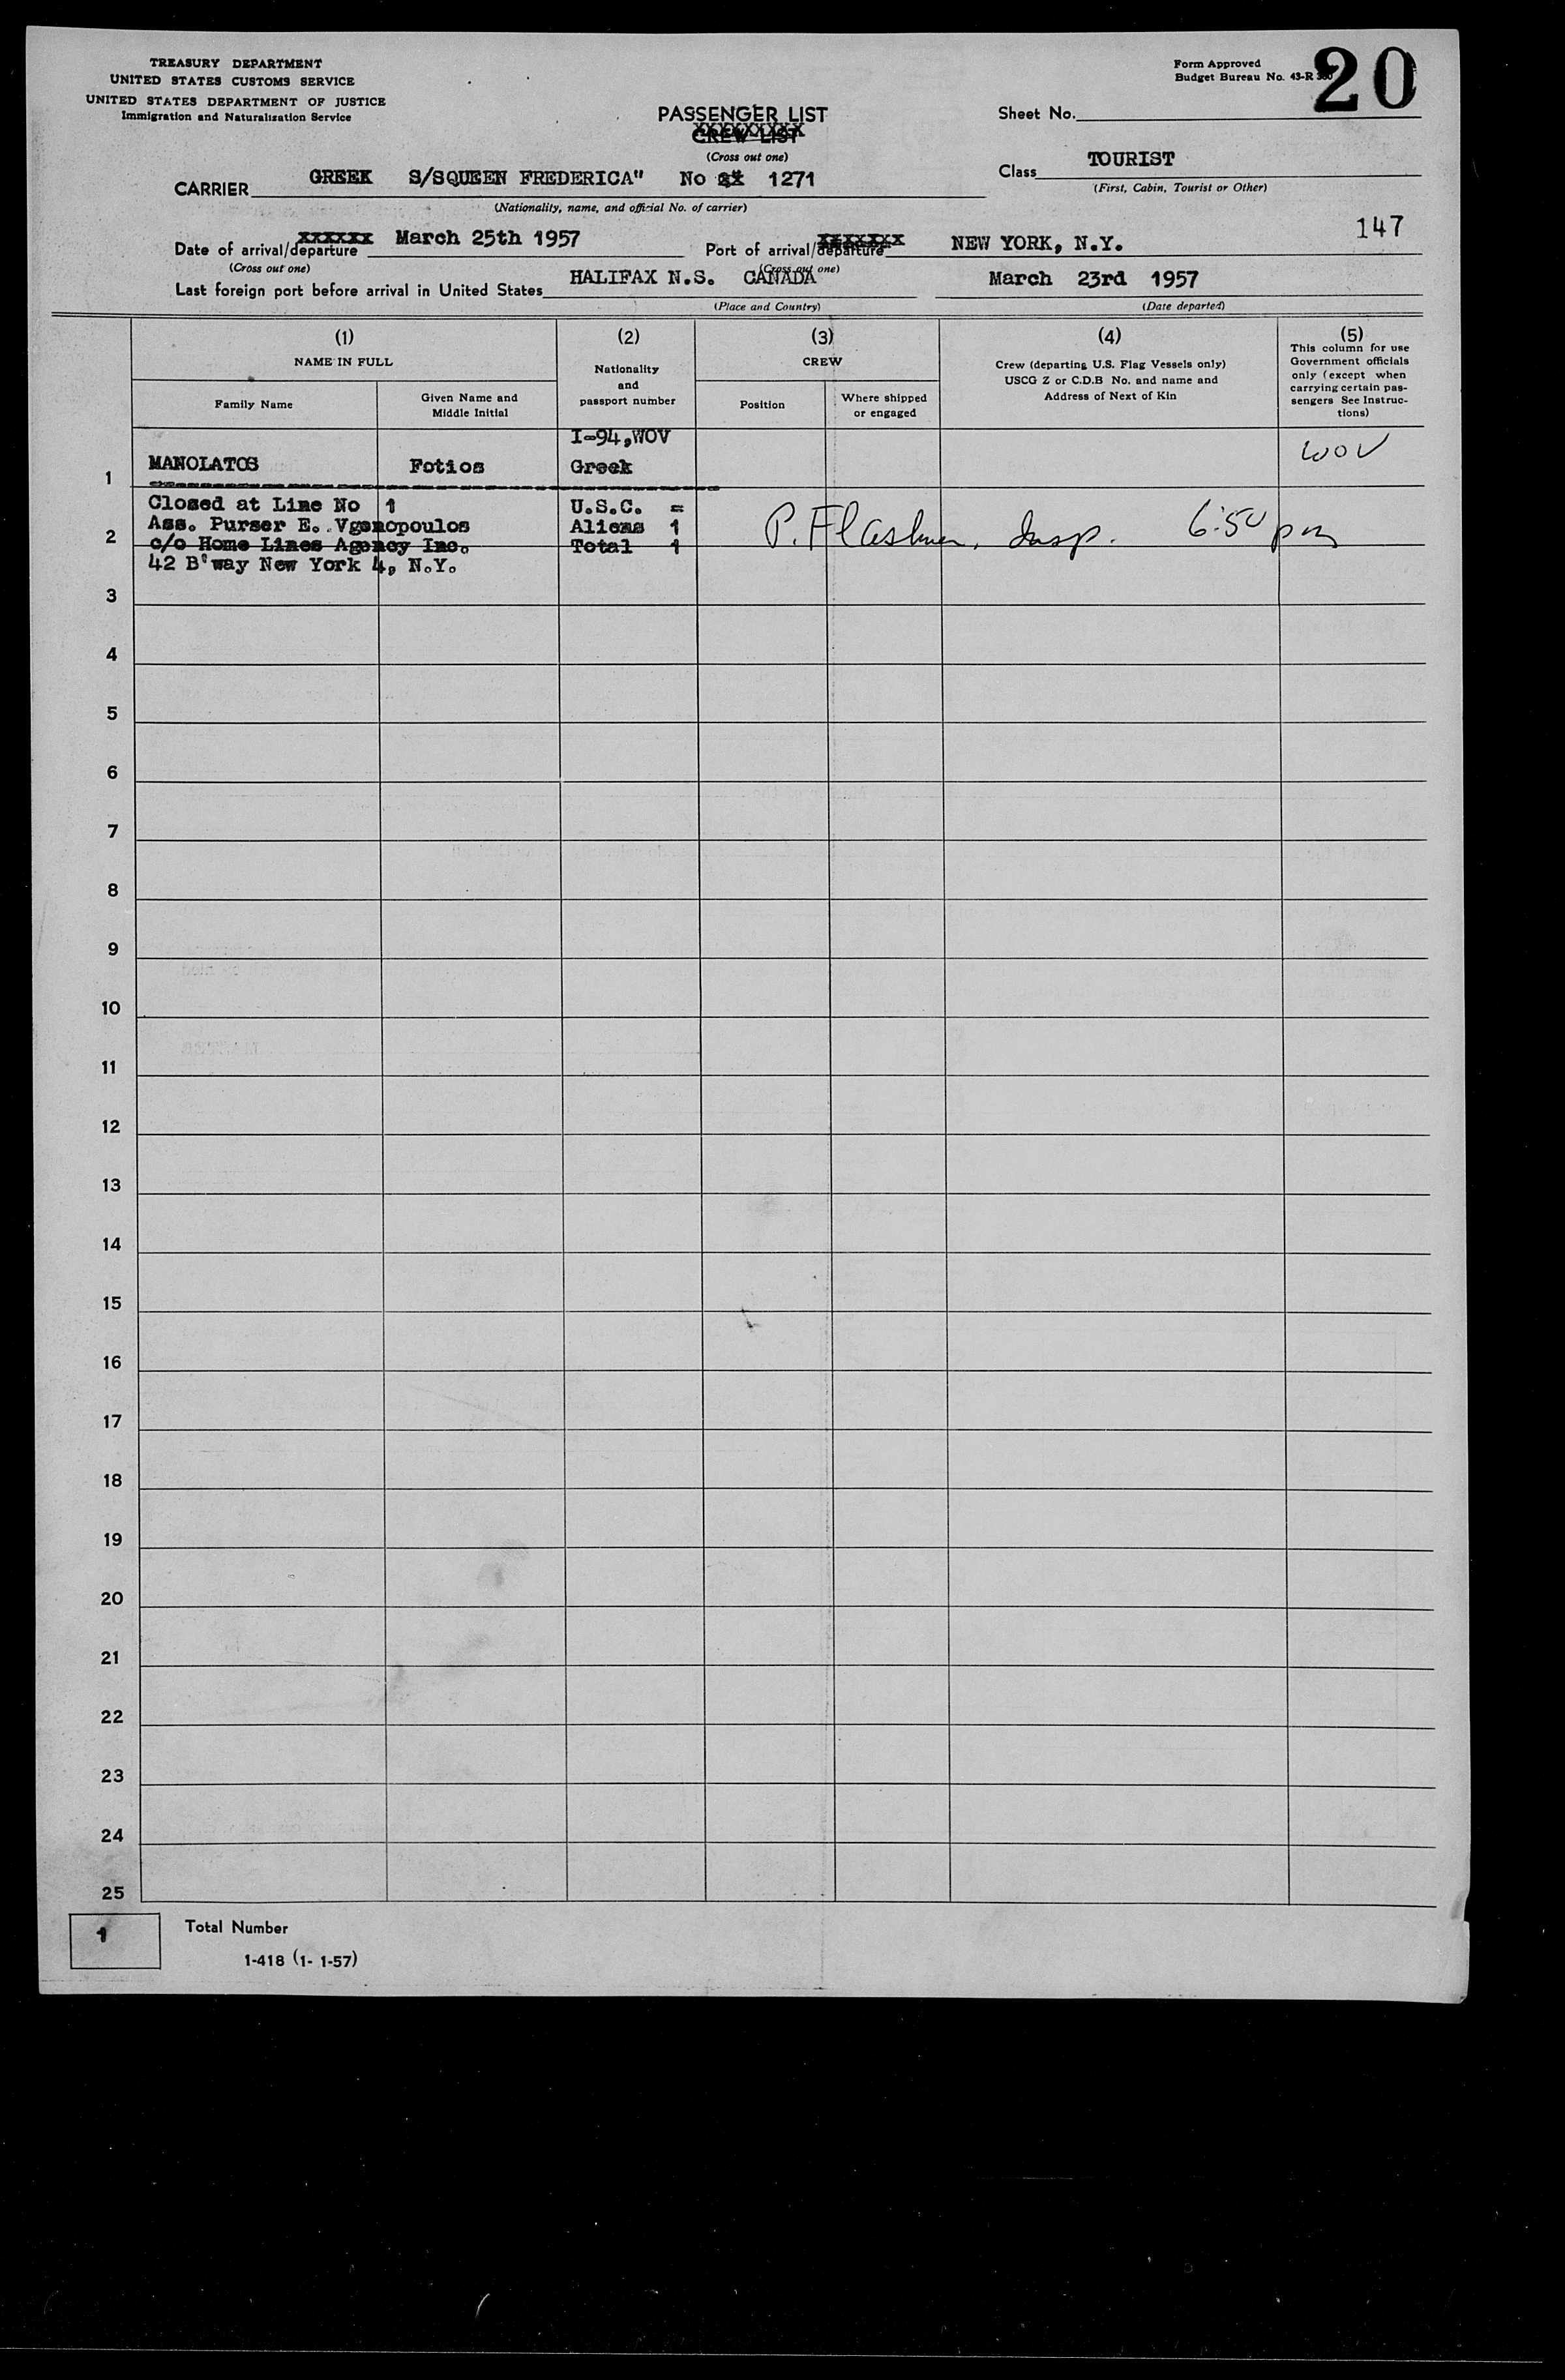 TREASURY DEPARTMENT
UNITED STATES CUSTOMS SERVICE
UNITED STATES DEPARTMENT OF JUSTICE
Immigration and Naturalization Service
Form Approved
Budget Bureau No. 43-R
20
PASSENGER LIST
CREW LIST
(Cross out one)
Sheet No.
CARRIER GREEK S/SQUEEN FREDERICA" No 1271
(Nationality, name, and official No. of carrier)
Class TOURIST
(First, Cabin, Tourist or Other)
147
Date of arrival/departure xxxxxx March 25th 1957
(Cross out one)
Port of arrival/departure xxxxxxx NEW YORK, N.Y.
(Cross out one)
Last foreign port before arrival in United States HALIFAX N.S. CANADA March 23rd 1957
(Place and Country) (Date departed)
(1) (2) (3) (4) (5)
NAME IN FULL
Family Name
Given Name and
Middle Initial
Nationality
and
passport number
CREW
Position
Where shipped
or engaged
Crew (departing U.S. Flag Vessels only)
USCG Z or C.D.B No. and name and
Address of Next of Kin
This column for use
Government officials
only (except when
carrying certain pas-
sengers See Instruc-
tions)
I-94,WOV
1 MANOLATOS Fotios Greek WOV
Closed at Line No 1 U.S.C. =
Ass. Purser E. Vgenopoulos Aliens 1
2 c/o Home Lines Agency Inc. Total 1 P. Flashner, Insp. 6:50 pm
42 B'way New York 4, N.Y.
3
4
5
6
7
8
9
10
11
12
13
14
15
16
17
18
19
20
21
22
23
24
25
1 Total Number
1-418 (1- 1-57)